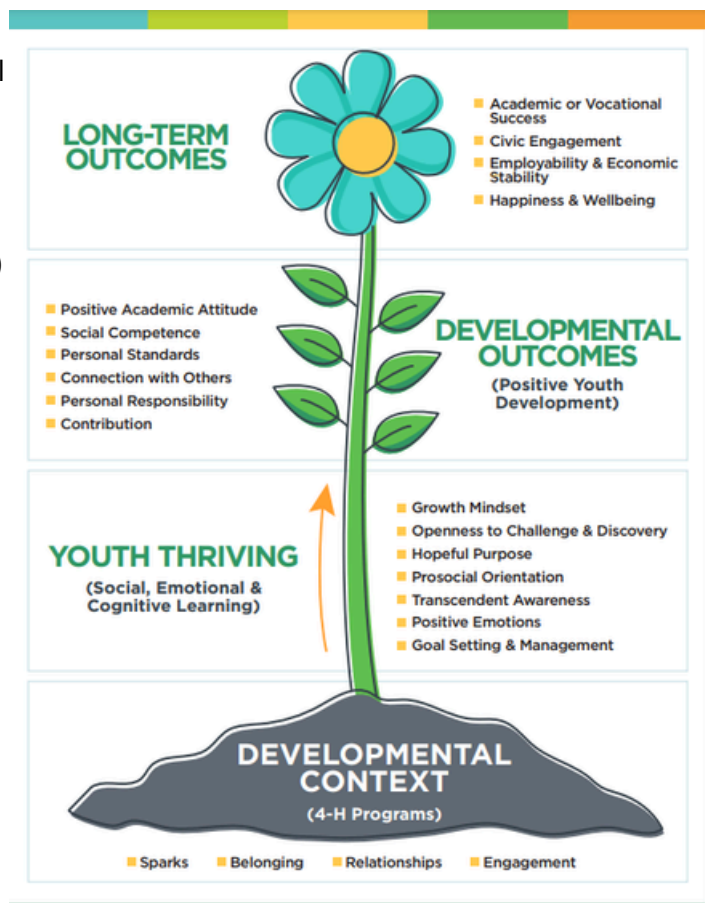 LONG-TERM
OUTCOMES
Academic or Vocational
Success
Civic Engagement
Employability & Economic
Stability
Happiness & Wellbeing
Positive Academic Attitude
Social Competence
Personal Standards
Connection with Others
Personal Responsibility
Contribution
DEVELOPMENTAL
OUTCOMES
(Positive Youth
Development)
YOUTH THRIVING
(Social, Emotional &
Cognitive Learning)
Growth Mindset
Openness to Challenge & Discovery
Hopeful Purpose
Prosocial Orientation
Transcendent Awareness
Positive Emotions
Goal Setting & Management
DEVELOPMENTAL
CONTEXT
(4-H Programs)
Sparks Belonging Relationships Engagement